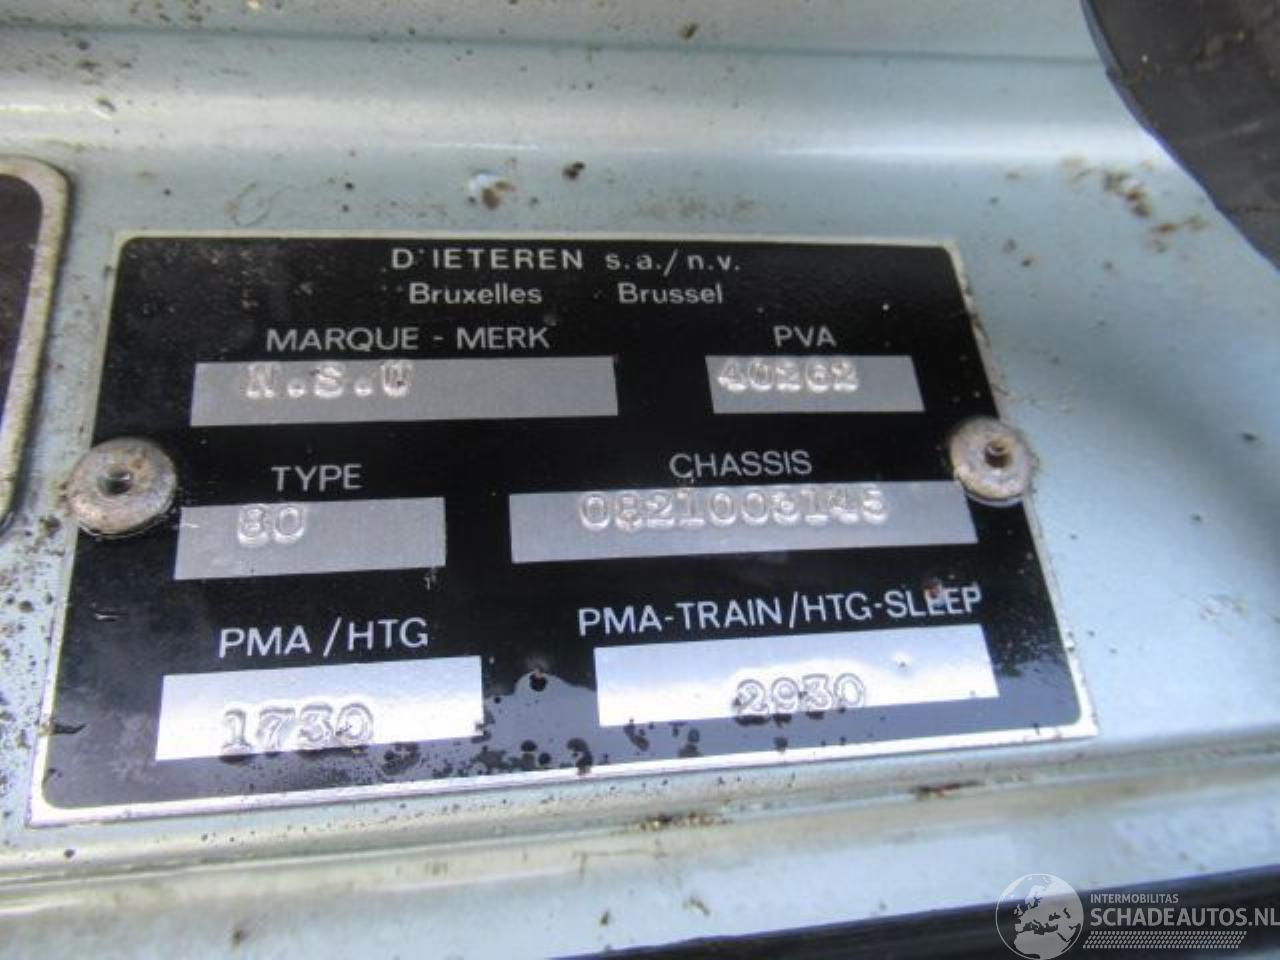 D'IETEREN s.a./n.v.
Bruxelles Brussel
MARQUE - MERK PVA
N.S.U 40262
TYPE CHASSIS
80 0821003145
PMA/HTG PMA-TRAIN/HTG-SLEEP
1730 2930
INTERMOBILITAS
SCHADEAUTOS.NL